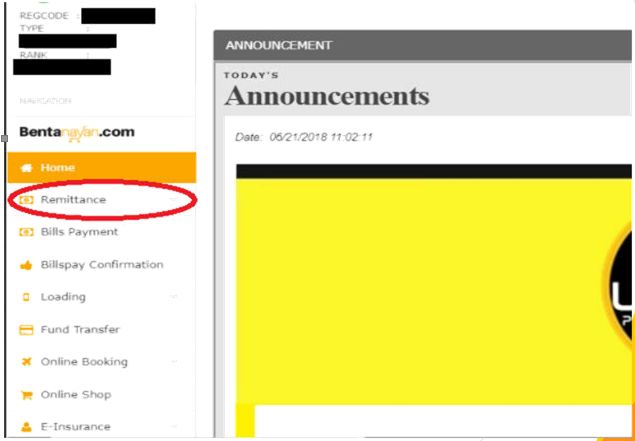 REGCODE :
TYPE :
RANK :
NAVIGATION
Bentanayan.com
Home
Remittance
Bills Payment
Billspay Confirmation
Loading
Fund Transfer
Online Booking
Online Shop
E-Insurance
ANNOUNCEMENT
TODAY'S
Announcements
Date: 06/21/2018 11:02:11